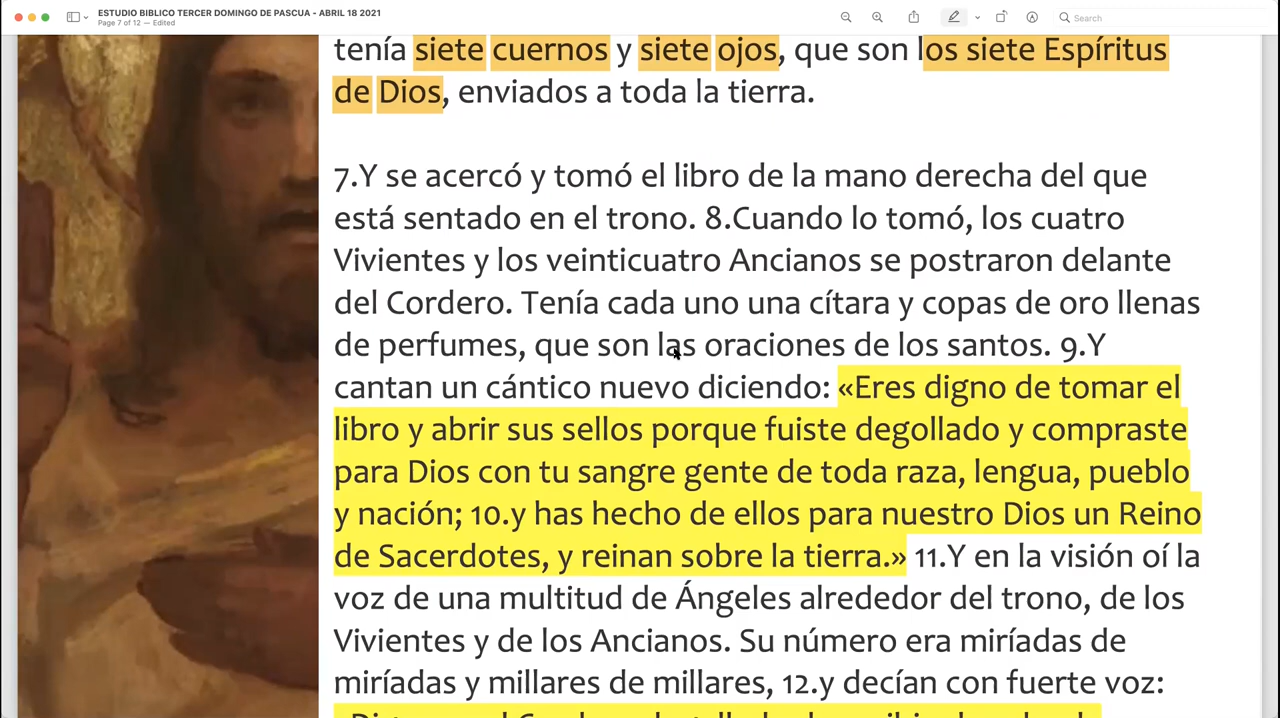 ESTUDIO BIBLICO TERCER DOMINGO DE PASCUA - ABRIL 18 2021
Page 7 of 12 — Edited
Search
tenía siete cuernos y siete ojos, que son los siete Espíritus
de Dios, enviados a toda la tierra.
7.Y se acercó y tomó el libro de la mano derecha del que
está sentado en el trono. 8.Cuando lo tomó, los cuatro
Vivientes y los veinticuatro Ancianos se postraron delante
del Cordero. Tenía cada uno una cítara y copas de oro llenas
de perfumes, que son las oraciones de los santos. 9.Y
cantan un cántico nuevo diciendo: «Eres digno de tomar el
libro y abrir sus sellos porque fuiste degollado y compraste
para Dios con tu sangre gente de toda raza, lengua, pueblo
y nación; 10.y has hecho de ellos para nuestro Dios un Reino
de Sacerdotes, y reinan sobre la tierra.» 11.Y en la visión oí la
voz de una multitud de Ángeles alrededor del trono, de los
Vivientes y de los Ancianos. Su número era miríadas de
miríadas y millares de millares, 12.y decían con fuerte voz: